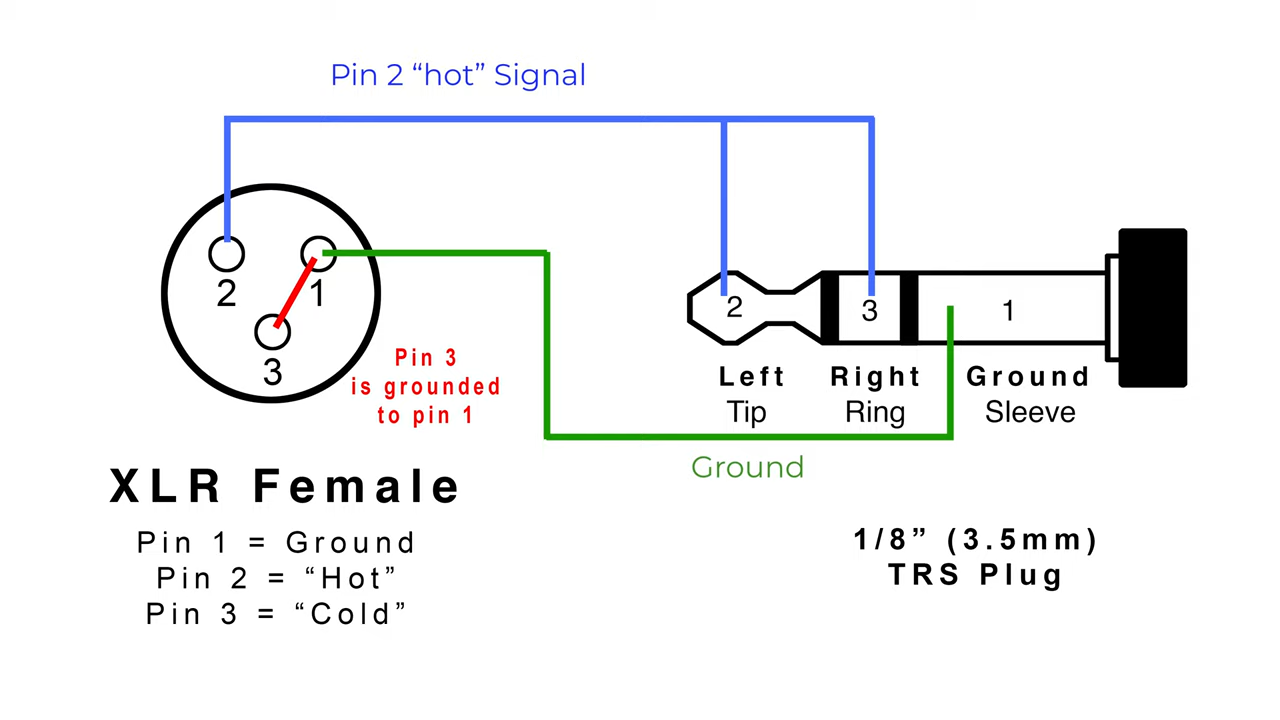 Pin 2 “hot” Signal
2
1
3
Pin 3
is grounded
to pin 1
2
3
1
Left
Right
Ground
Tip
Ring
Sleeve
Ground
XLR Female
Pin 1 = Ground
Pin 2 = “Hot”
Pin 3 = “Cold”
1/8” (3.5mm)
TRS Plug